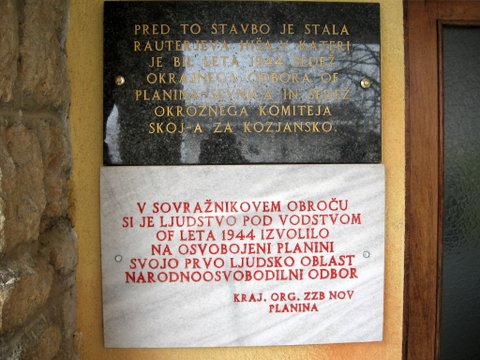 PRED TO STAVBO JE STALA
RAUTERJEVA HIŠA V KATERI
JE BIL LETA 1944 SEDEŽ
OKRAJNEGA ODBORA OF
PLANINA IN SEDEŽ
OKROŽNEGA KOMITEJA
SKOJ-A ZA KOZJANSKO.
V SOVRAŽNIKOVEM OBROČU
SI JE LJUDSTVO POD VODSTVOM
OF LETA 1944 IZVOLILO
NA OSVOBOJENI PLANINI
SVOJO PRVO LJUDSKO OBLAST
NARODNOOSVOBODILNI ODBOR
KRAJ. ORG. ZZB NOV
PLANINA